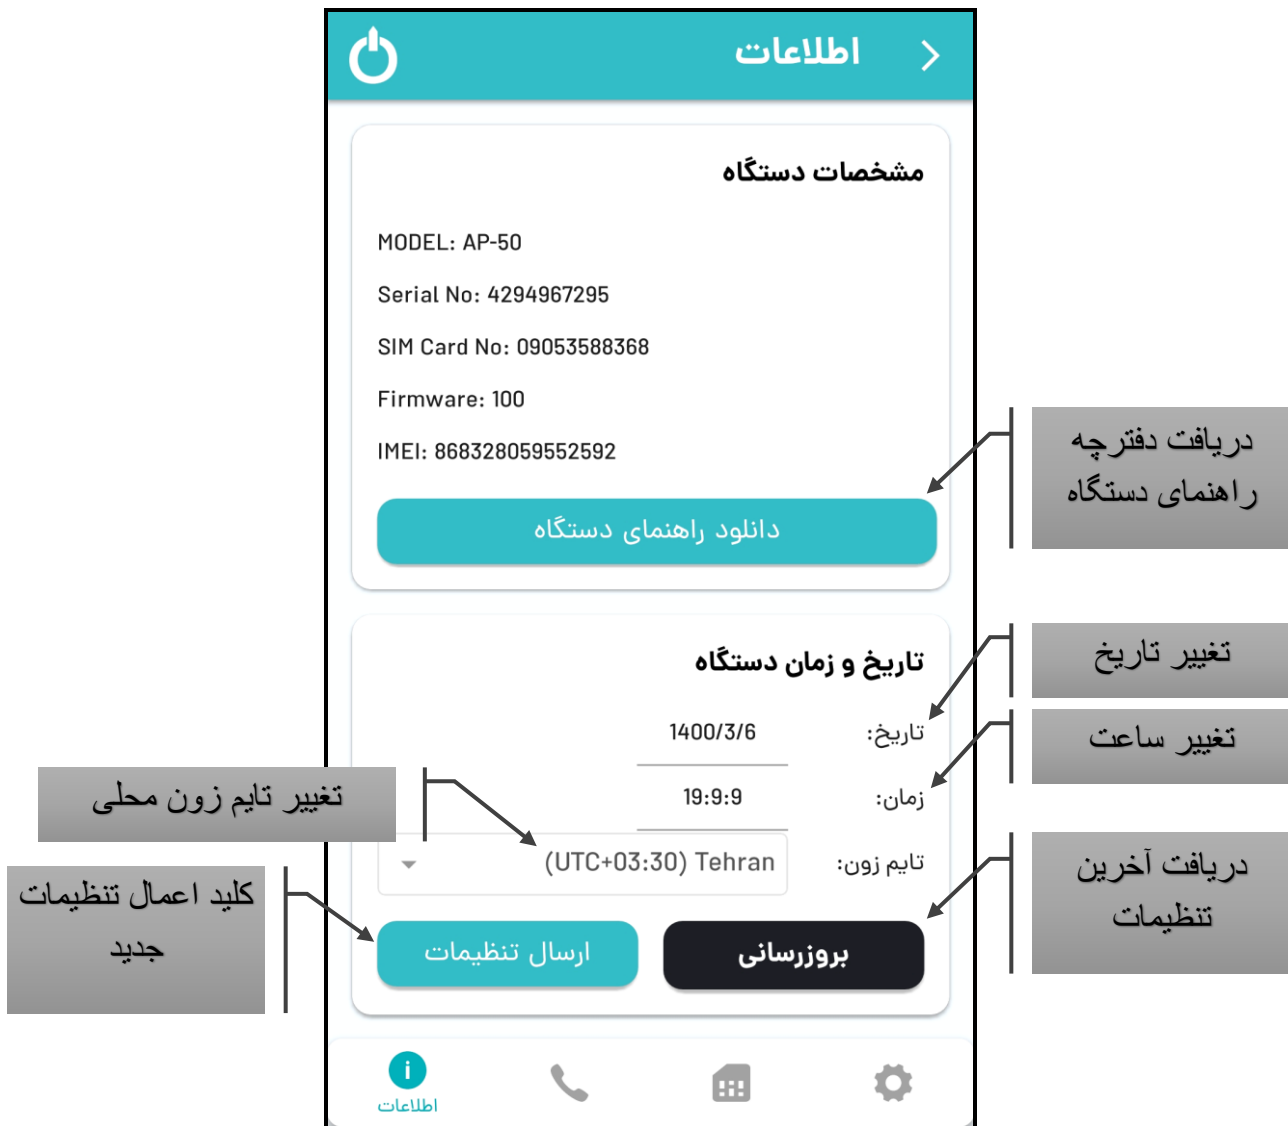 اطلاعات
مشخصات دستگاه
MODEL: AP-50
Serial No: 4294967295
SIM Card No: 09053588368
Firmware: 100
IMEI: 868328059552592
دریافت دفترچه
راهنمای دستگاه
دانلود راهنمای دستگاه
تغییر تاریخ
تاریخ و زمان دستگاه
تاریخ: 1400/3/6
تغییر ساعت
زمان: 19:9:9
تغییر تایم زون محلی
تایم زون: (UTC+03:30) Tehran
دریافت آخرین
تنظیمات
کلید اعمال تنظیمات
جدید
بروزرسانی
ارسال تنظیمات
اطلاعات